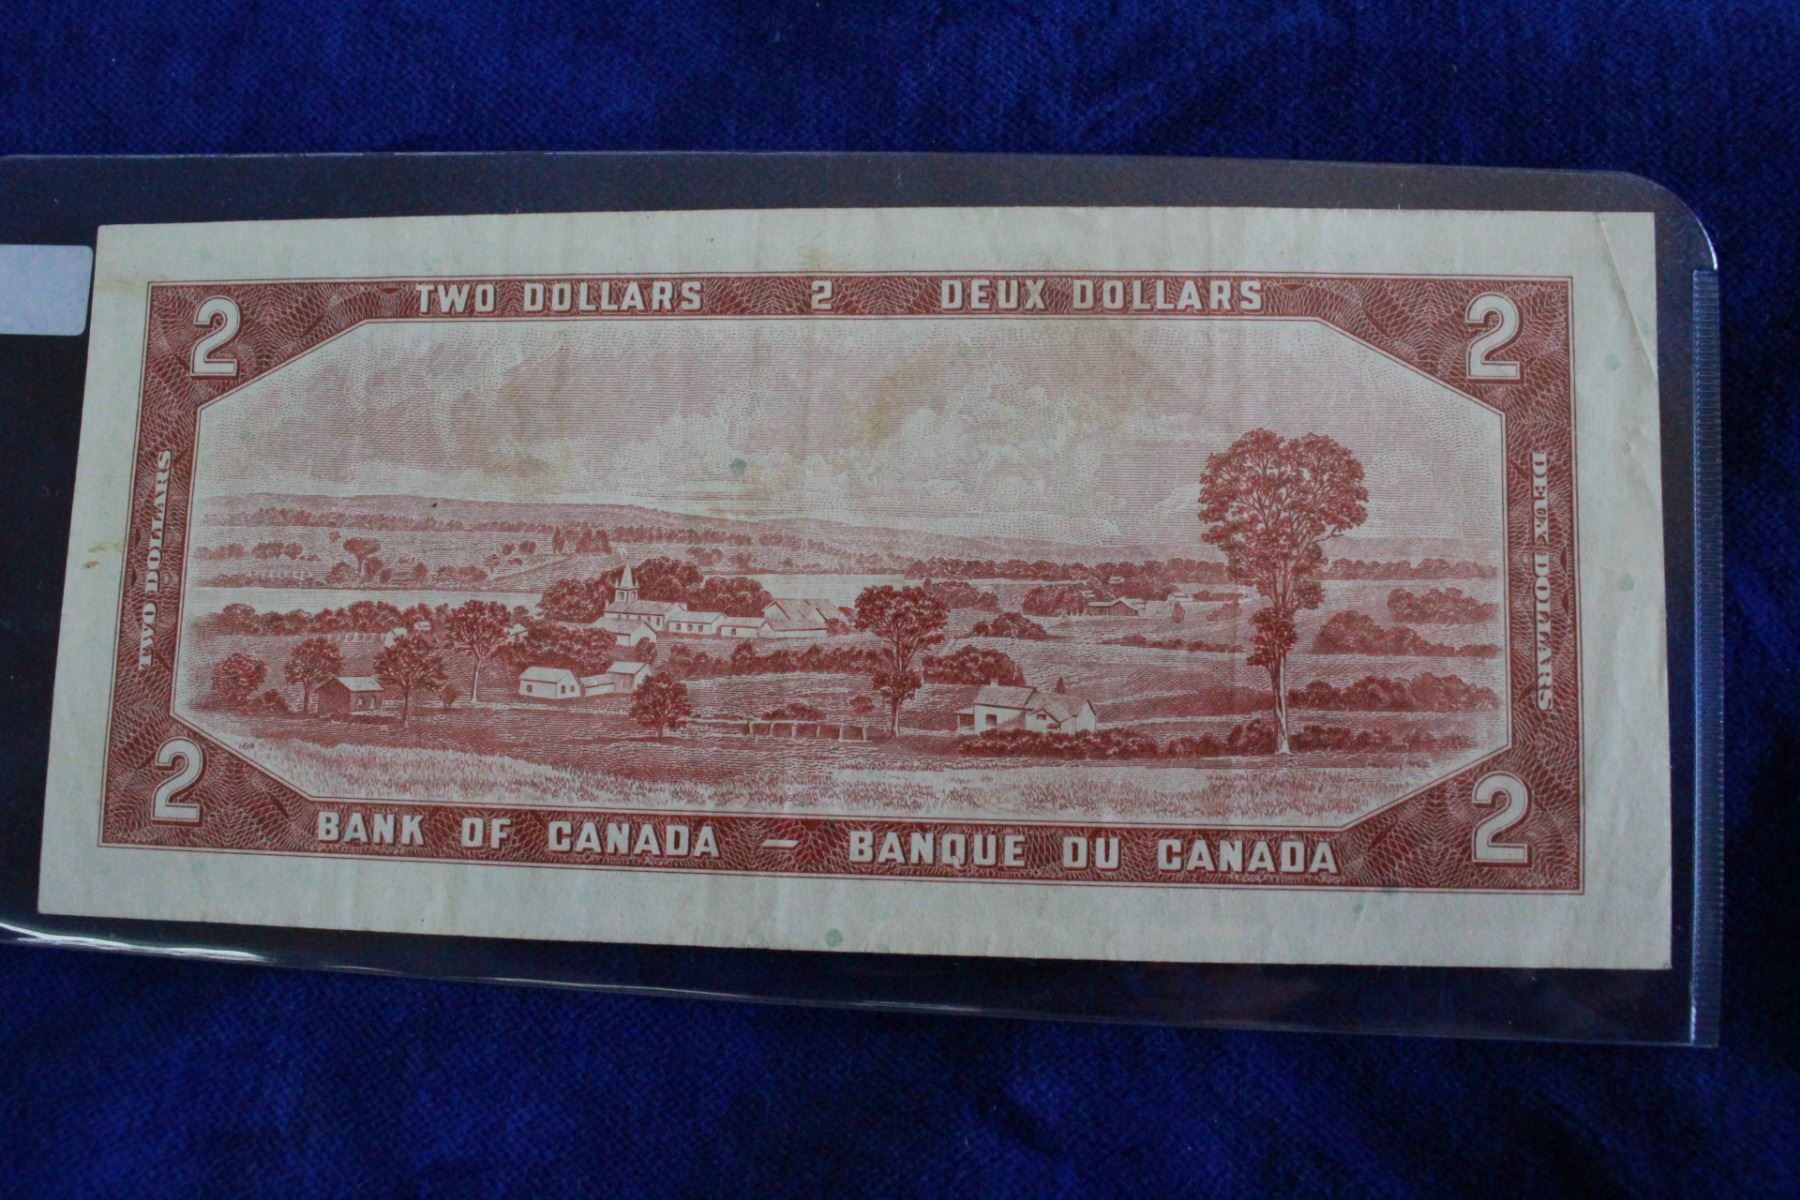 TWO DOLLARS 2 DEUX DOLLARS
2 2
TWO DOLLARS
DEUX DOLLARS
164
2 2
BANK OF CANADA — BANQUE DU CANADA